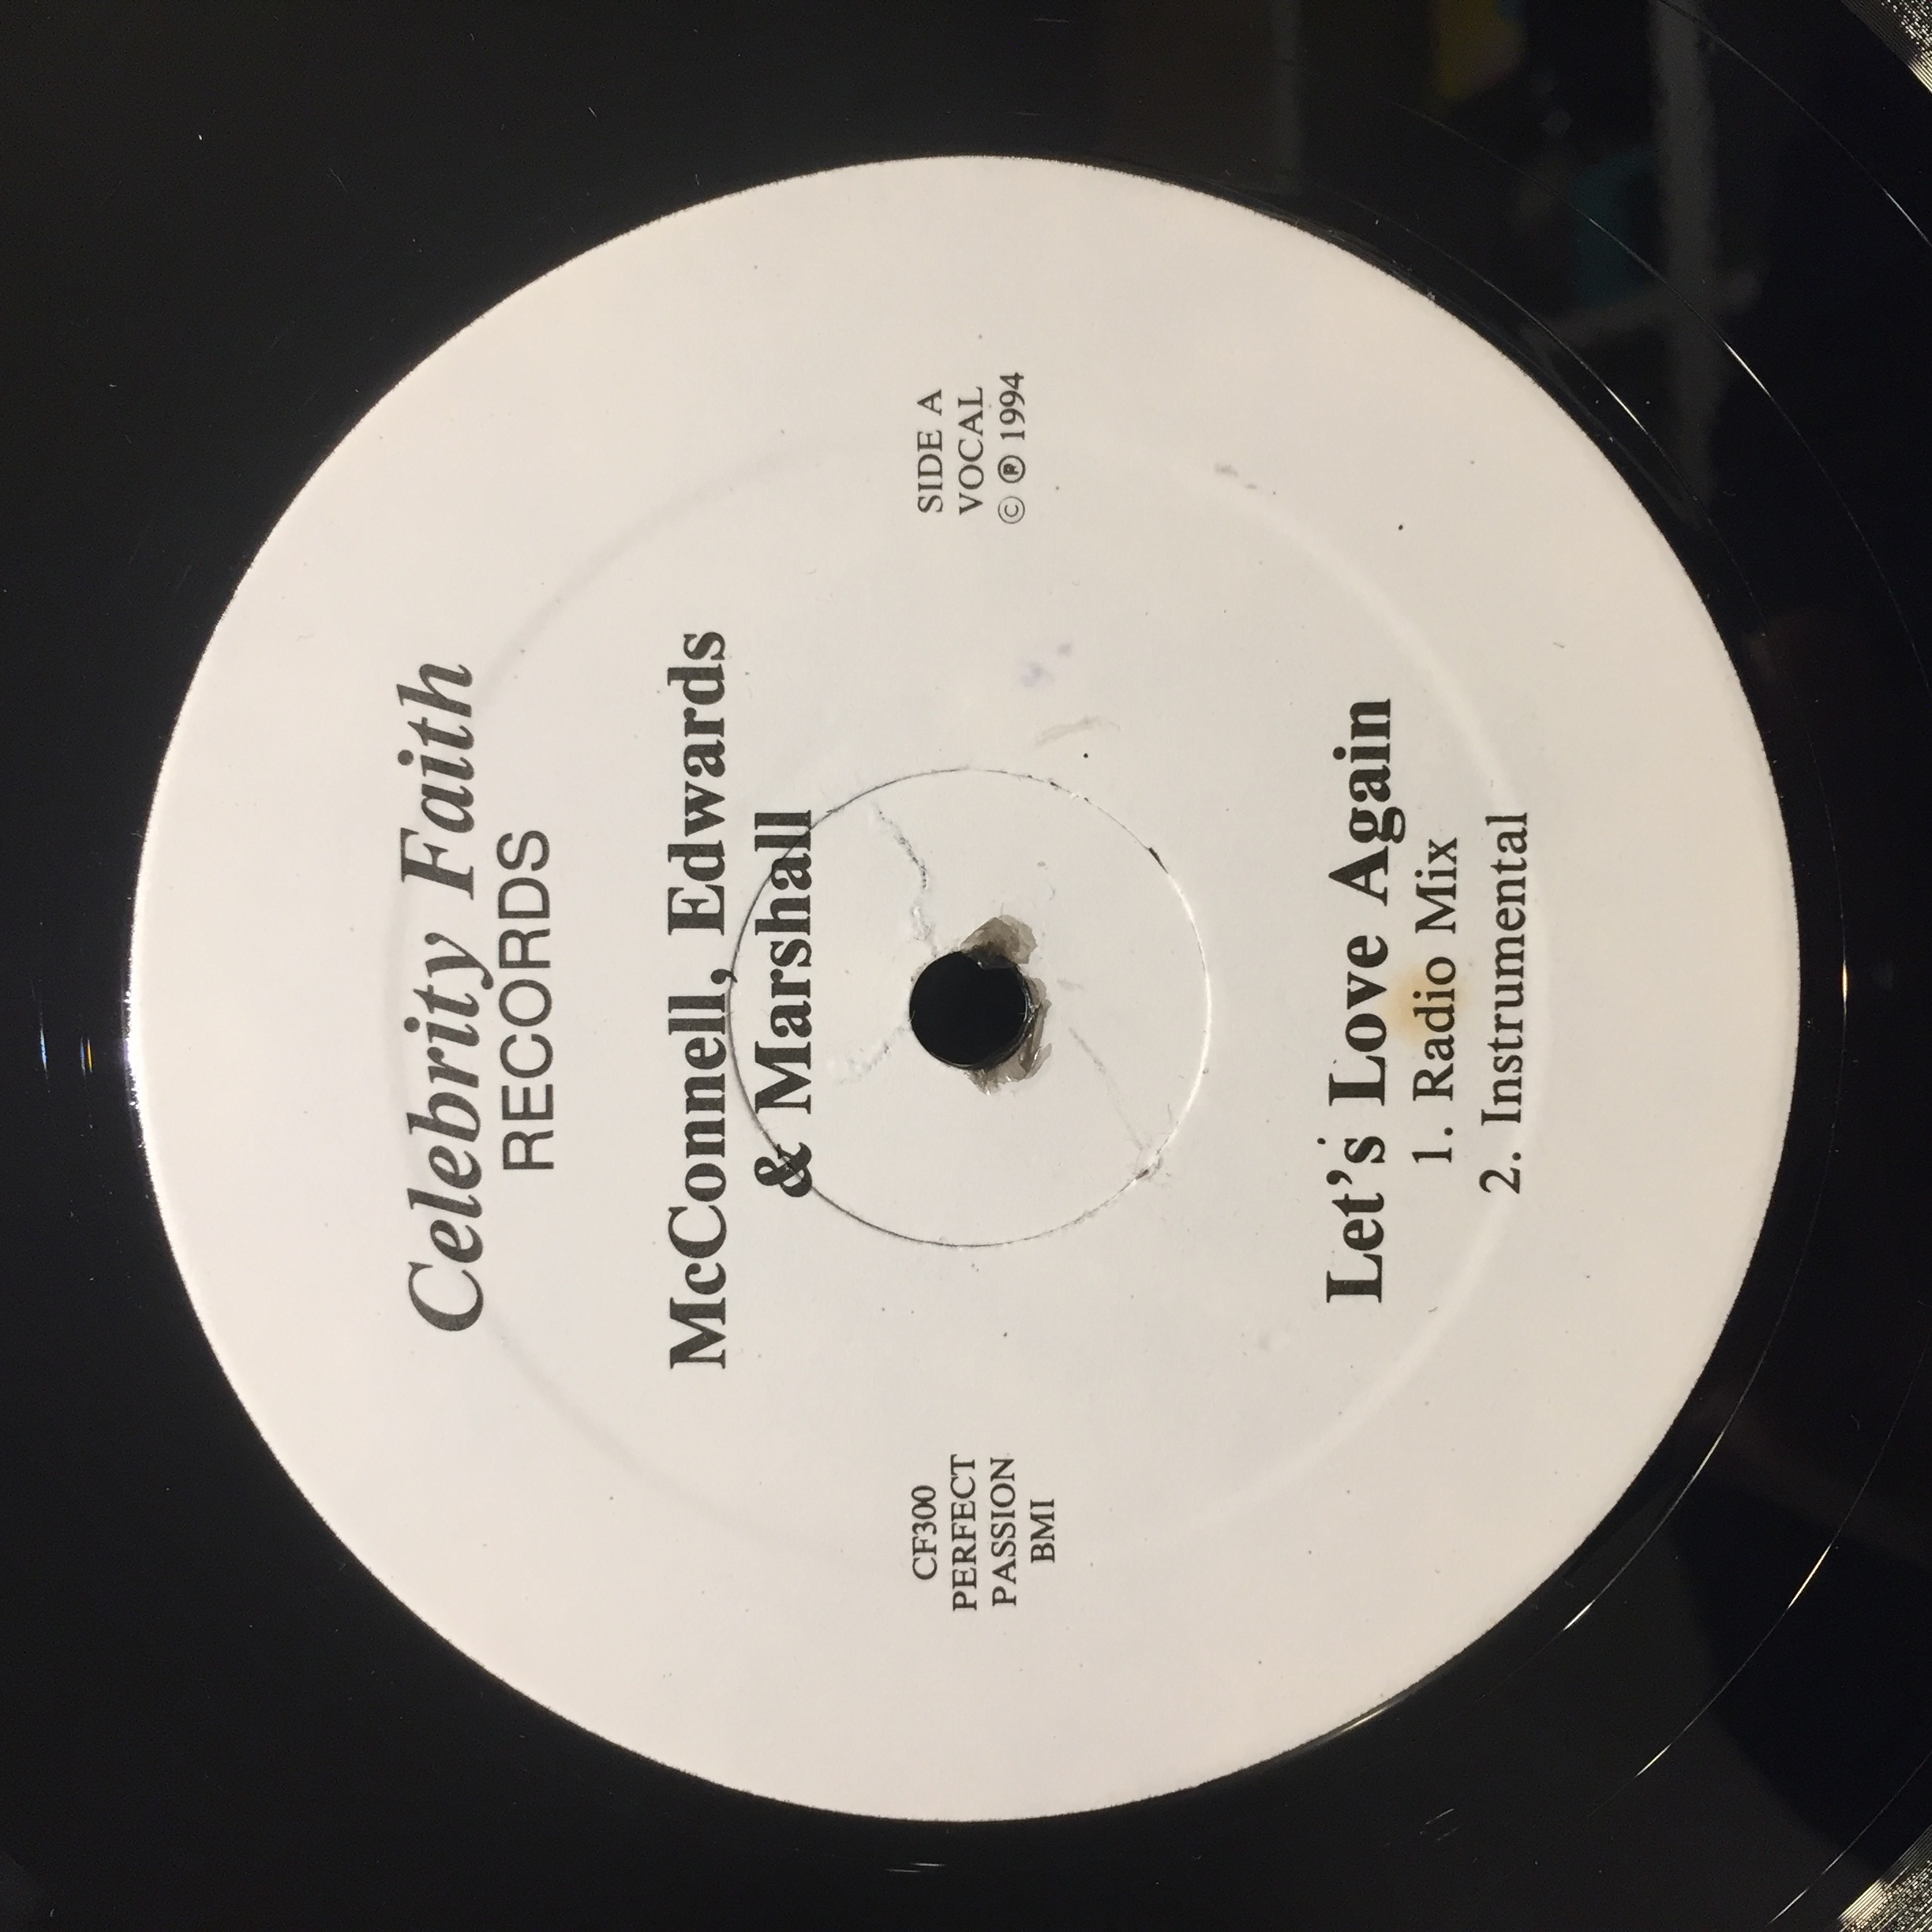 Celebrity Faith
RECORDS
McConnell, Edwards
& Marshall
CF300
PERFECT
PASSION
BMI
SIDE A
VOCAL
© ℗ 1994
Let's Love Again
1. Radio Mix
2. Instrumental